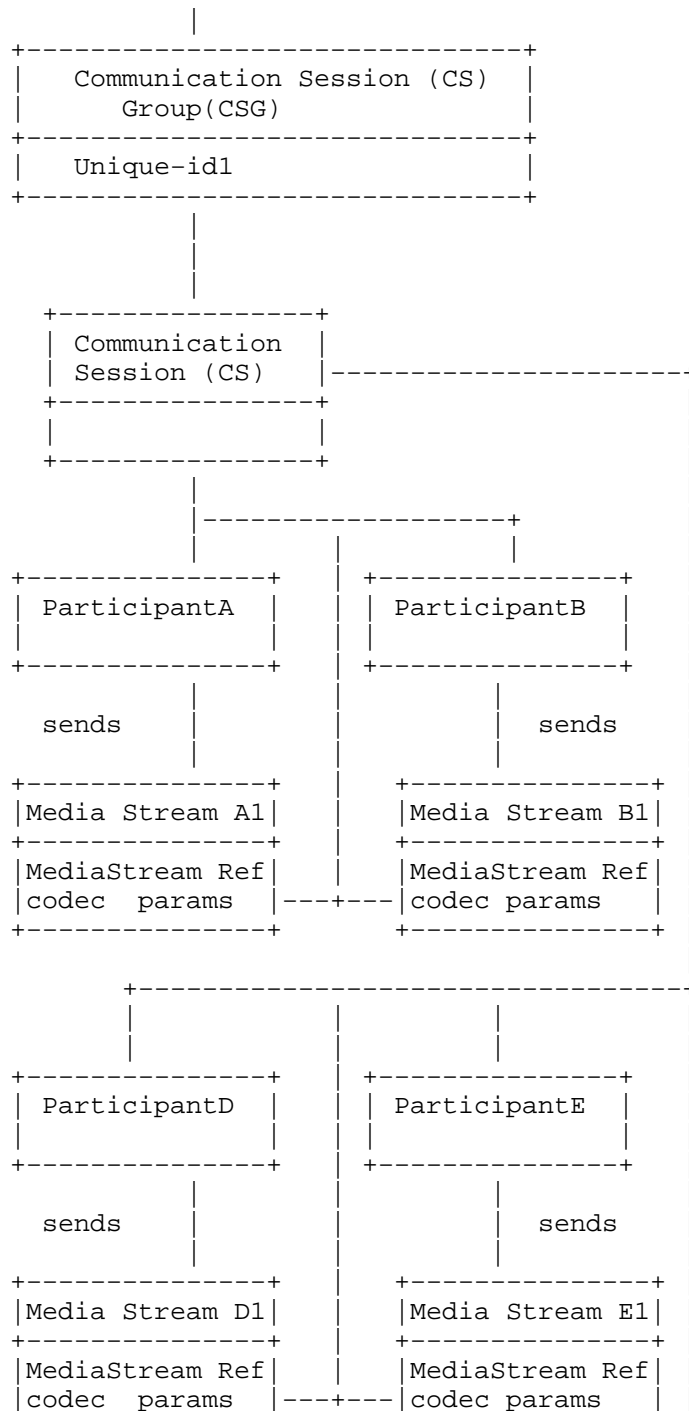 Communication Session (CS)
Group(CSG)
Unique-id1
Communication
Session (CS)
ParticipantA ParticipantB
sends sends
Media Stream A1 Media Stream B1
MediaStream Ref MediaStream Ref
codec params codec params
ParticipantD ParticipantE
sends sends
Media Stream D1 Media Stream E1
MediaStream Ref MediaStream Ref
codec params codec params